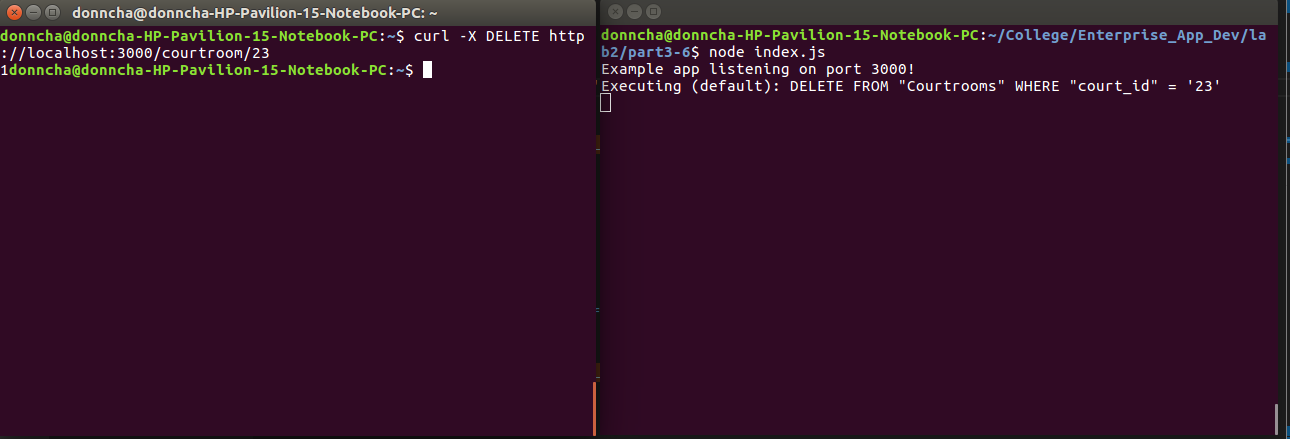 donncha@donncha-HP-Pavilion-15-Notebook-PC: ~
donncha@donncha-HP-Pavilion-15-Notebook-PC:~$ curl -X DELETE http
://localhost:3000/courtroom/23
1donncha@donncha-HP-Pavilion-15-Notebook-PC:~$
donncha@donncha-HP-Pavilion-15-Notebook-PC:~/College/Enterprise_App_Dev/la
b2/part3-6$ node index.js
Example app listening on port 3000!
Executing (default): DELETE FROM "Courtrooms" WHERE "court_id" = '23'